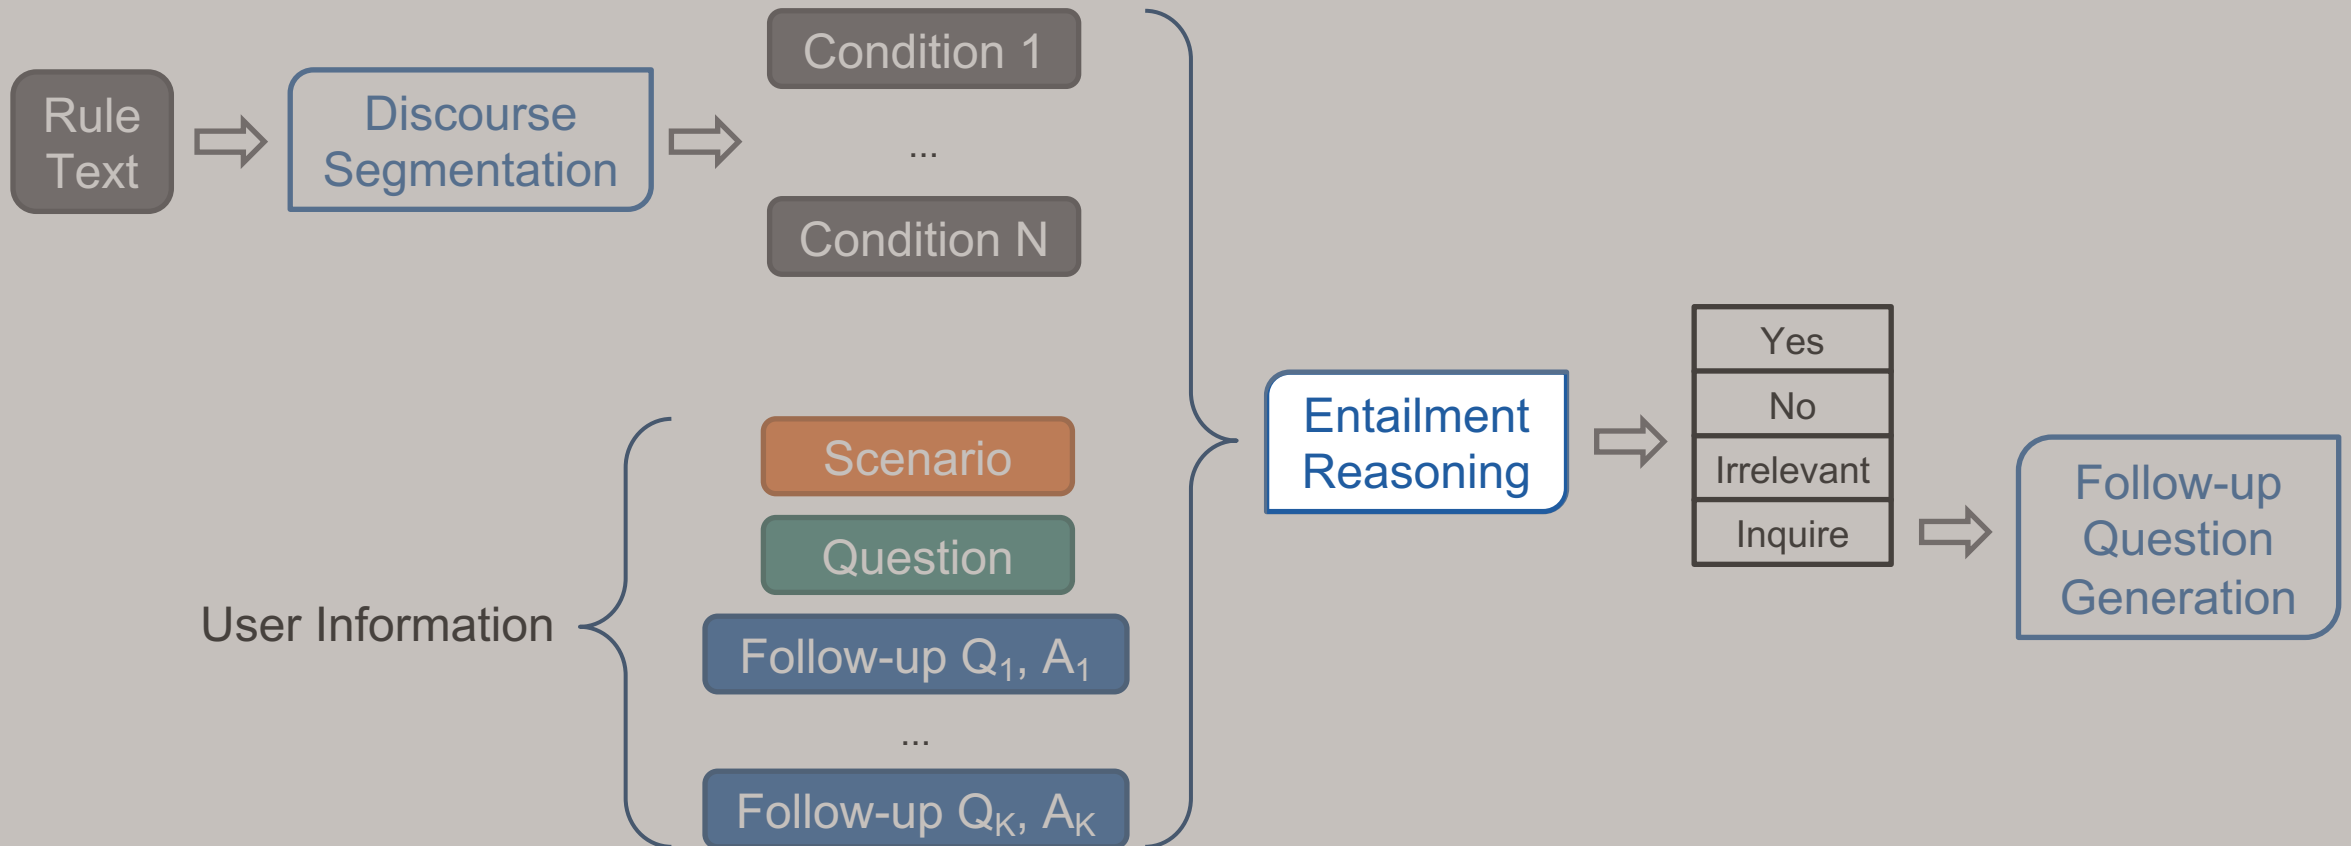 Rule
Text
Discourse
Segmentation
Condition 1
...
Condition N
User Information
Scenario
Question
Follow-up Q₁, A₁
...
Follow-up Qₖ, Aₖ
Entailment
Reasoning
Yes
No
Irrelevant
Inquire
Follow-up
Question
Generation